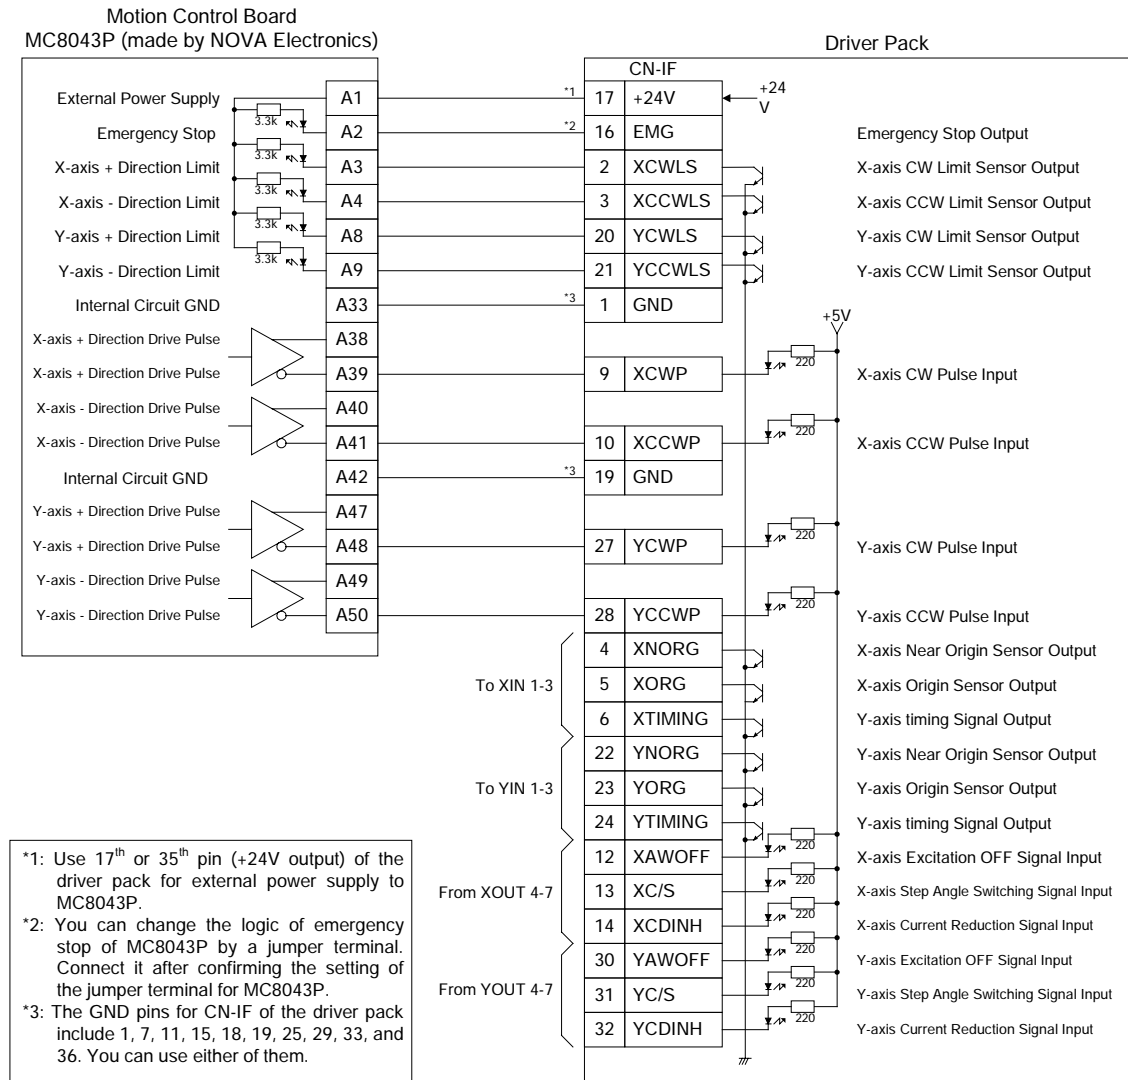 Motion Control Board
MC8043P (made by NOVA Electronics)
Driver Pack
CN-IF
External Power Supply A1 *1 17 +24V +24
V
3.3k
Emergency Stop A2 *2 16 EMG Emergency Stop Output
3.3k
X-axis + Direction Limit A3 2 XCWLS X-axis CW Limit Sensor Output
3.3k
X-axis - Direction Limit A4 3 XCCWLS X-axis CCW Limit Sensor Output
3.3k
Y-axis + Direction Limit A8 20 YCWLS Y-axis CW Limit Sensor Output
3.3k
Y-axis - Direction Limit A9 21 YCCWLS Y-axis CCW Limit Sensor Output
Internal Circuit GND A33 *3 1 GND
+5V
X-axis + Direction Drive Pulse A38
220
X-axis + Direction Drive Pulse A39 9 XCWP X-axis CW Pulse Input
X-axis - Direction Drive Pulse A40
220
X-axis - Direction Drive Pulse A41 10 XCCWP X-axis CCW Pulse Input
Internal Circuit GND A42 *3 19 GND
Y-axis + Direction Drive Pulse A47
220
Y-axis + Direction Drive Pulse A48 27 YCWP Y-axis CW Pulse Input
Y-axis - Direction Drive Pulse A49
220
Y-axis - Direction Drive Pulse A50 28 YCCWP Y-axis CCW Pulse Input
4 XNORG X-axis Near Origin Sensor Output
To XIN 1-3 5 XORG X-axis Origin Sensor Output
6 XTIMING Y-axis timing Signal Output
22 YNORG Y-axis Near Origin Sensor Output
To YIN 1-3 23 YORG Y-axis Origin Sensor Output
24 YTIMING Y-axis timing Signal Output
220
12 XAWOFF X-axis Excitation OFF Signal Input
220
From XOUT 4-7 13 XC/S X-axis Step Angle Switching Signal Input
220
14 XCDINH X-axis Current Reduction Signal Input
220
30 YAWOFF Y-axis Excitation OFF Signal Input
220
From YOUT 4-7 31 YC/S Y-axis Step Angle Switching Signal Input
220
32 YCDINH Y-axis Current Reduction Signal Input
*1: Use 17th or 35th pin (+24V output) of the
driver pack for external power supply to
MC8043P.
*2: You can change the logic of emergency
stop of MC8043P by a jumper terminal.
Connect it after confirming the setting of
the jumper terminal for MC8043P.
*3: The GND pins for CN-IF of the driver pack
include 1, 7, 11, 15, 18, 19, 25, 29, 33, and
36. You can use either of them.